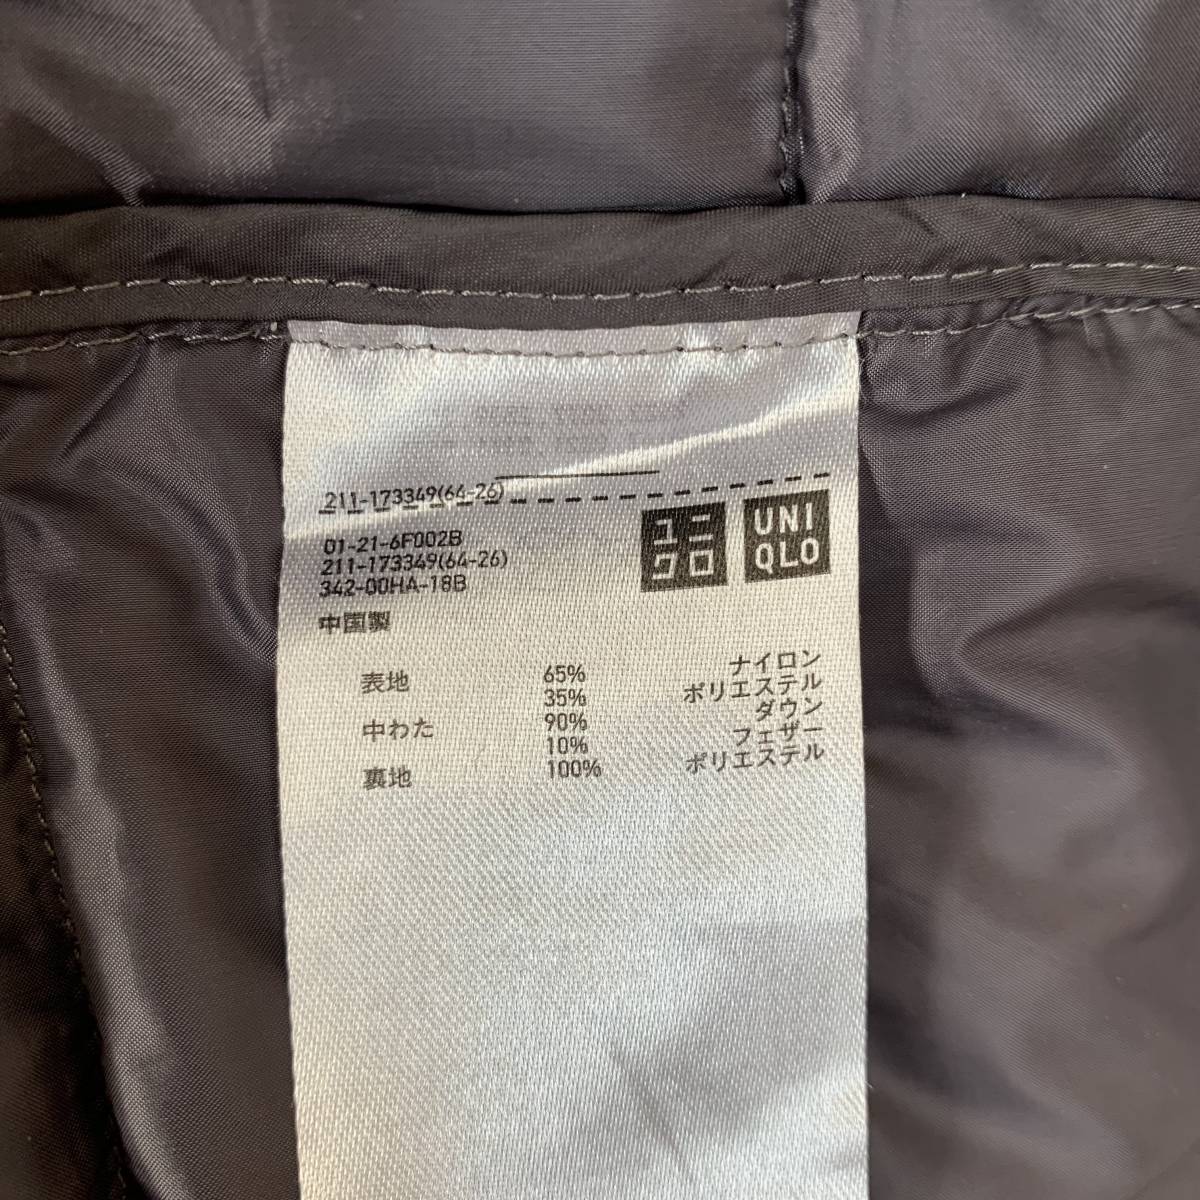 211-173349(64-26)
01-21-6F002B
211-173349(64-26)
342-00HA-18B
中国製
ユニクロ
UNIQLO
表地 65% ナイロン
35% ポリエステル
中わた 90% ダウン
10% フェザー
裏地 100% ポリエステル